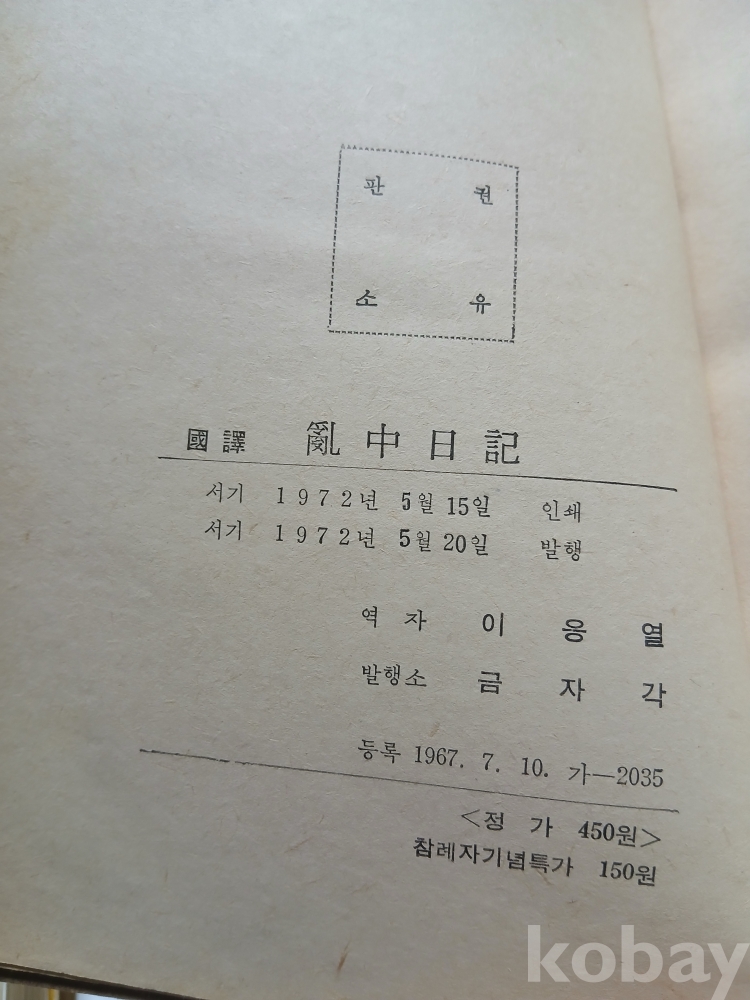 판 권
소 유
國譯 亂中日記
서기 1972년 5월 15일 인쇄
서기 1972년 5월 20일 발행
역 자 이 응 열
발행소 금 자 각
등록 1967. 7. 10. 가—2035
<정 가 450원>
참례자기념특가 150원
kobay